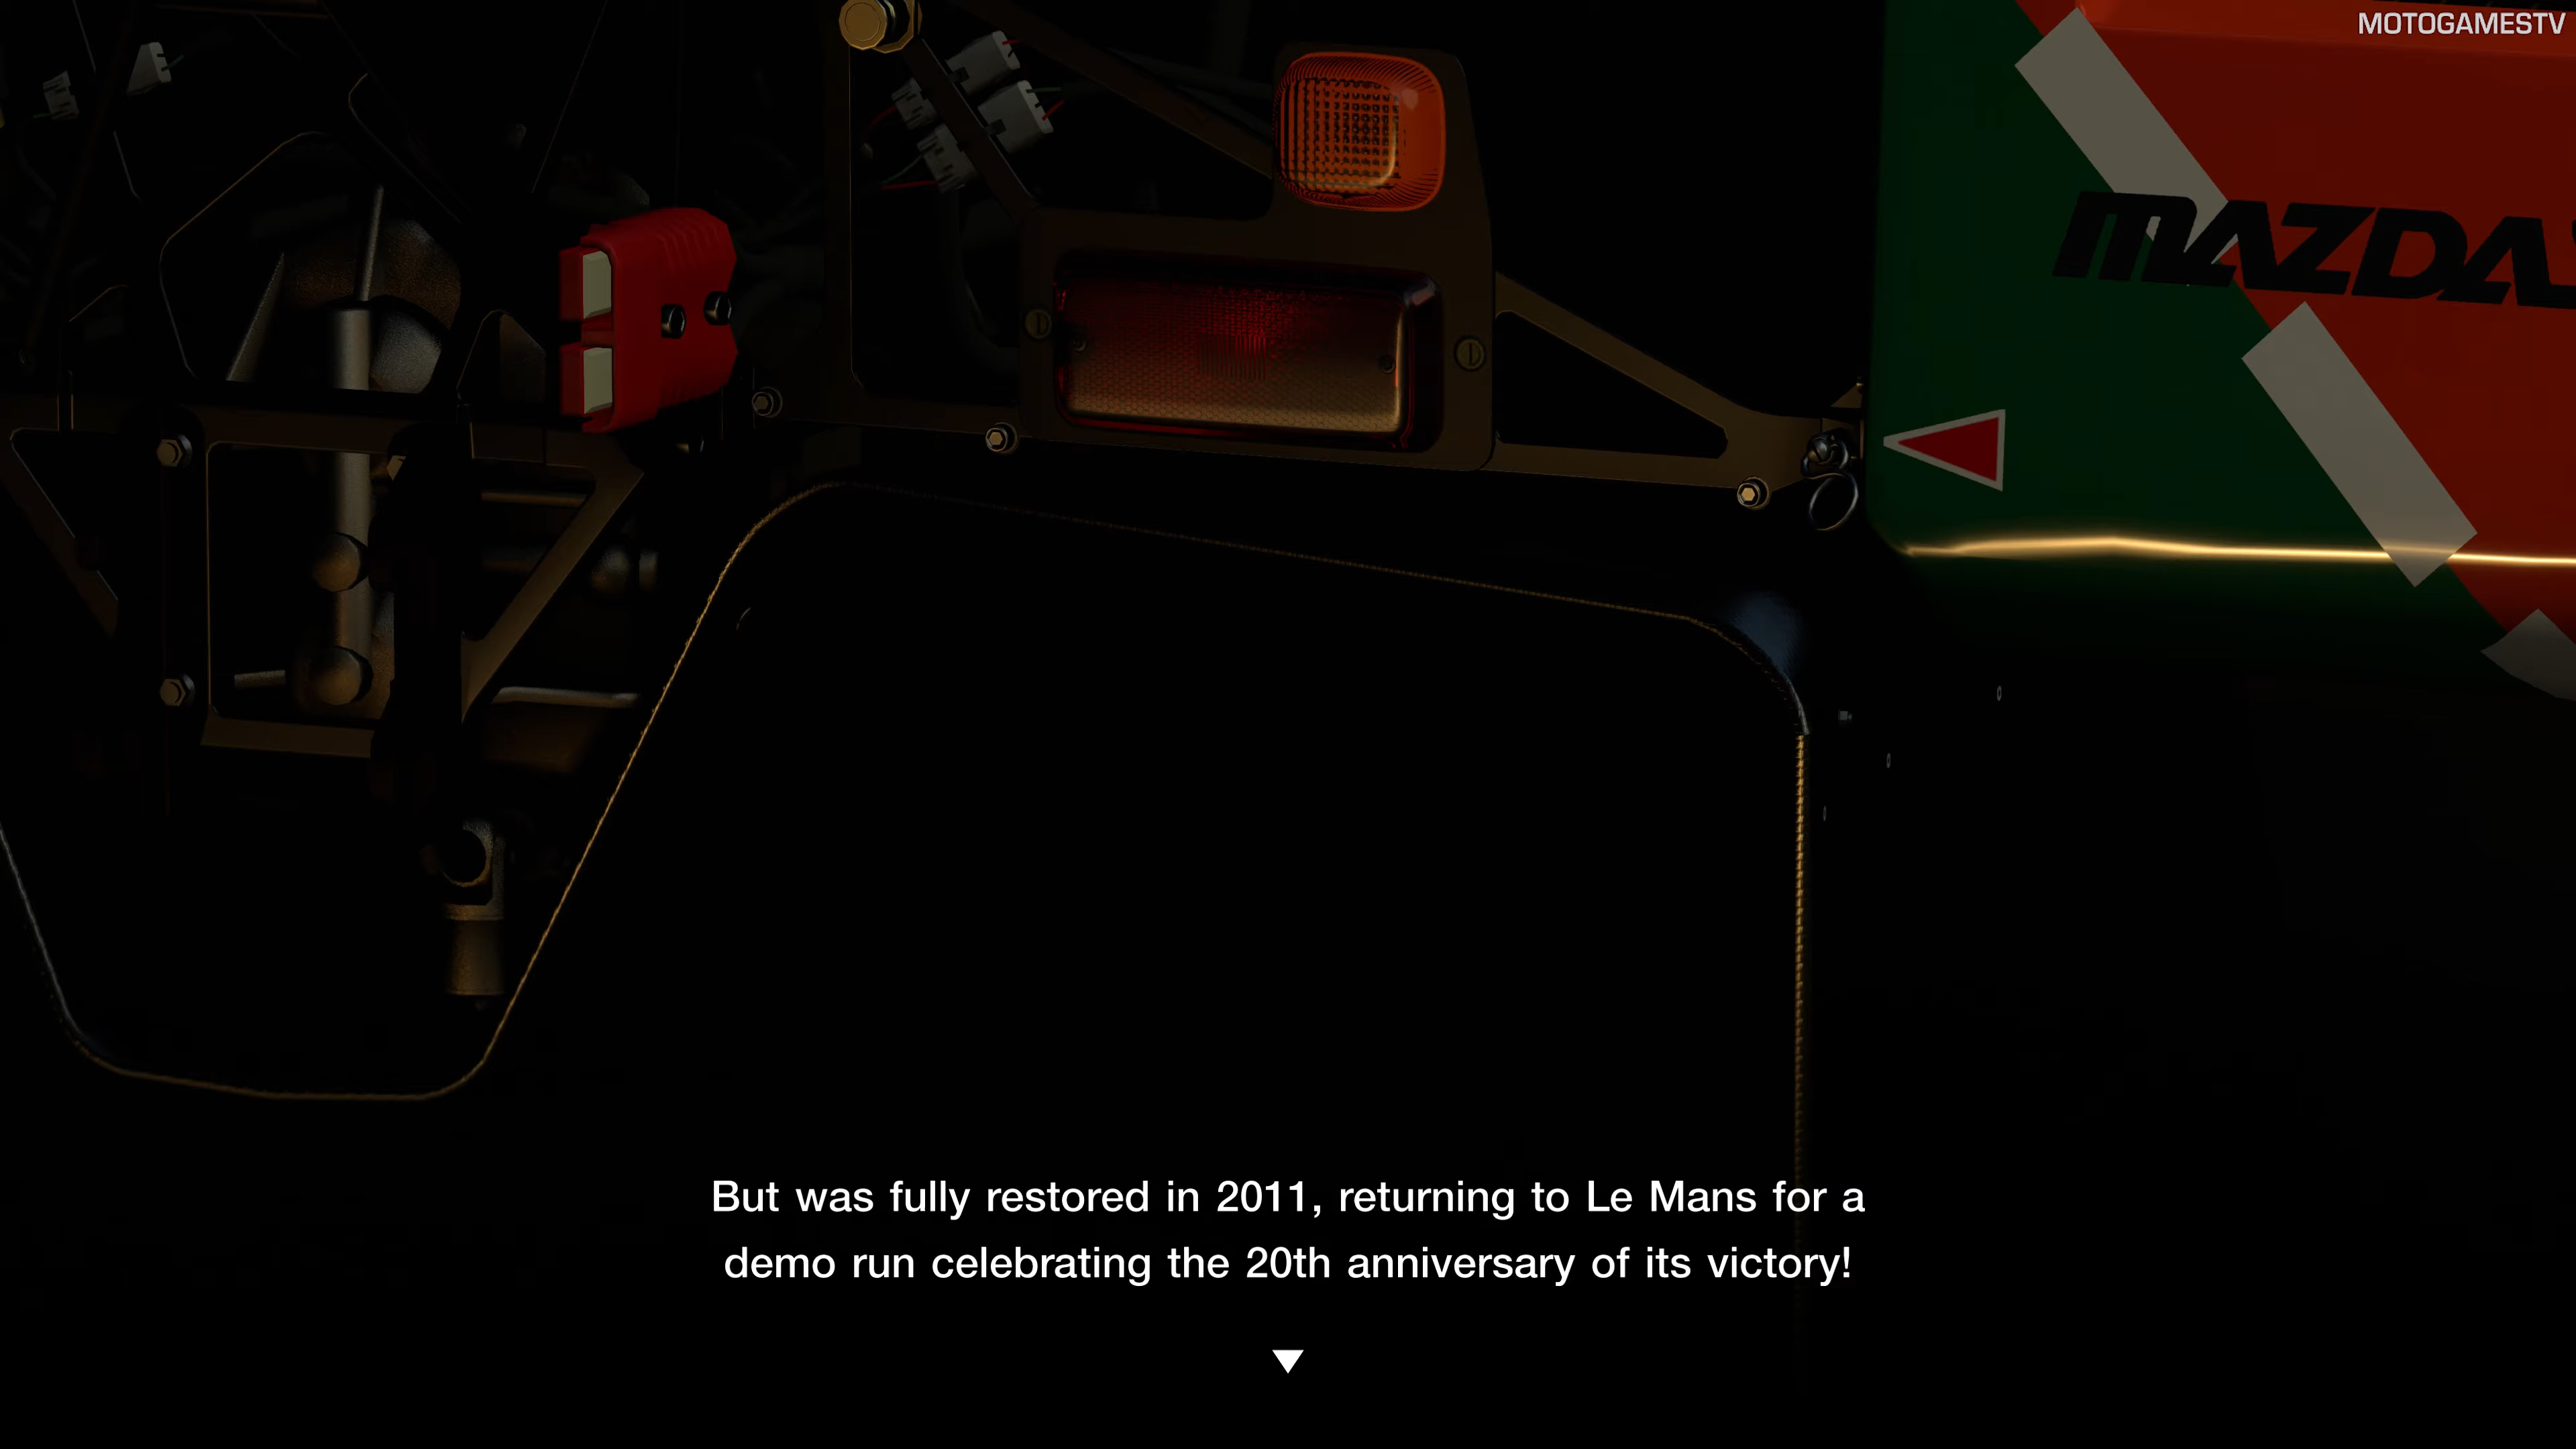 MOTOGAMESTV
MAZDAS
But was fully restored in 2011, returning to Le Mans for a
demo run celebrating the 20th anniversary of its victory!